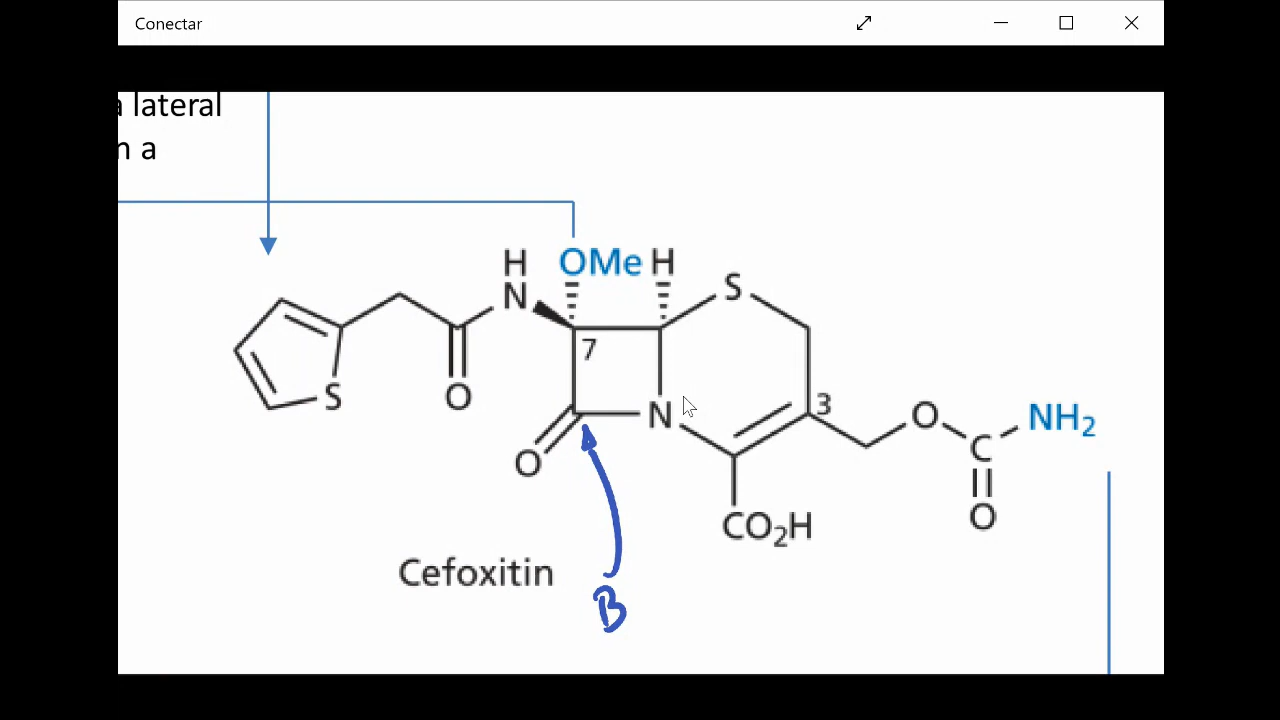 Conectar
a lateral
n a
H OMe H
N S
7
S O
N 3 O NH₂
O C
CO₂H O
Cefoxitin
B